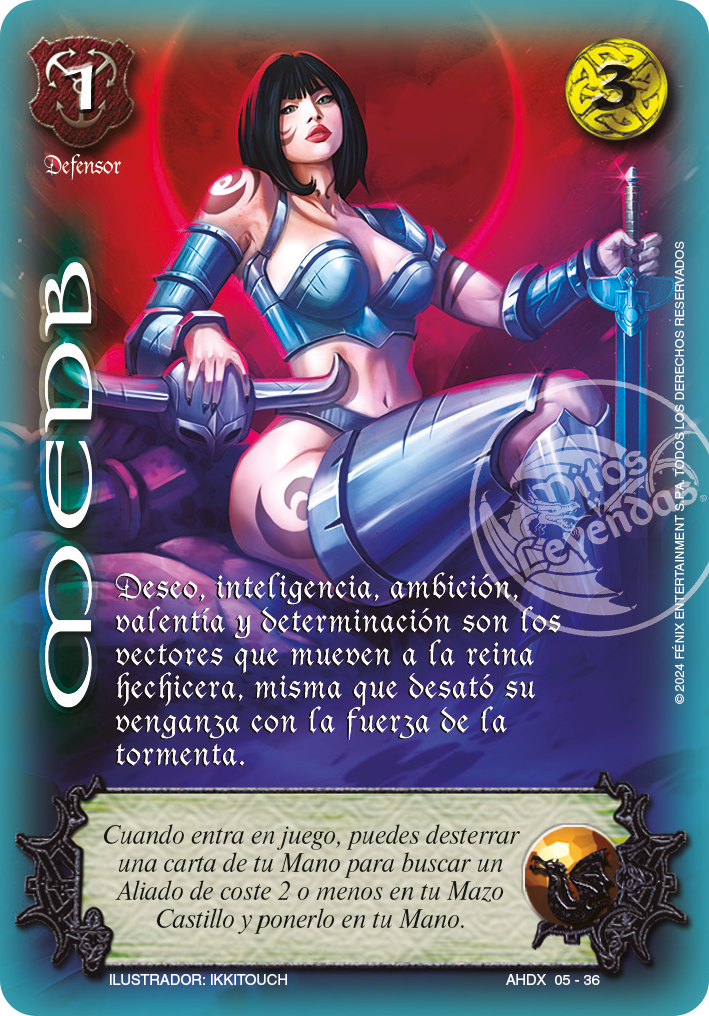 1
3
Defensor
MEDB
Mitos
y
Leyendas
®
© 2024 FÉNIX ENTERTAINMENT S.P.A. TODOS LOS DERECHOS RESERVADOS
Deseo, inteligencia, ambición,
valentía y determinación son los
vectores que mueven a la reina
hechicera, misma que desató su
venganza con la fuerza de la
tormenta.
Cuando entra en juego, puedes desterrar
una carta de tu Mano para buscar un
Aliado de coste 2 o menos en tu Mazo
Castillo y ponerlo en tu Mano.
ILUSTRADOR: IKKITOUCH
AHDX 05 - 36